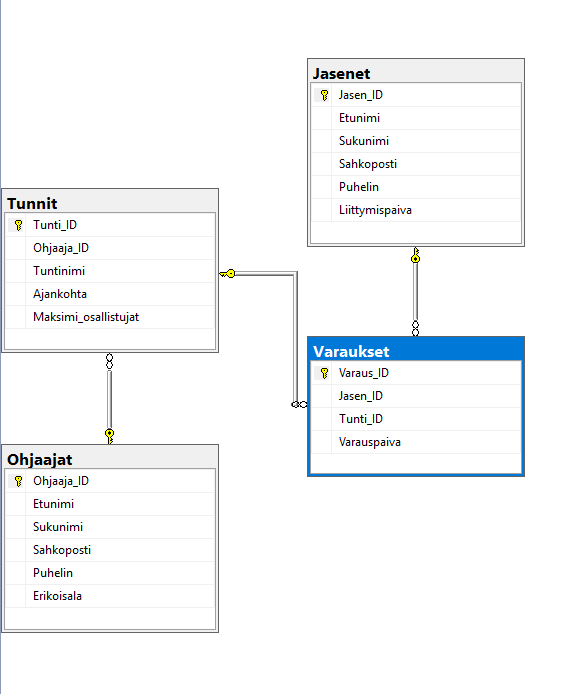 Jasenet
Jasen_ID
Etunimi
Sukunimi
Sahkoposti
Puhelin
Liittymispaiva
Tunnit
Tunti_ID
Ohjaaja_ID
Tuntinimi
Ajankohta
Maksimi_osallistujat
Varaukset
Varaus_ID
Jasen_ID
Tunti_ID
Varauspaiva
Ohjaajat
Ohjaaja_ID
Etunimi
Sukunimi
Sahkoposti
Puhelin
Erikoisala